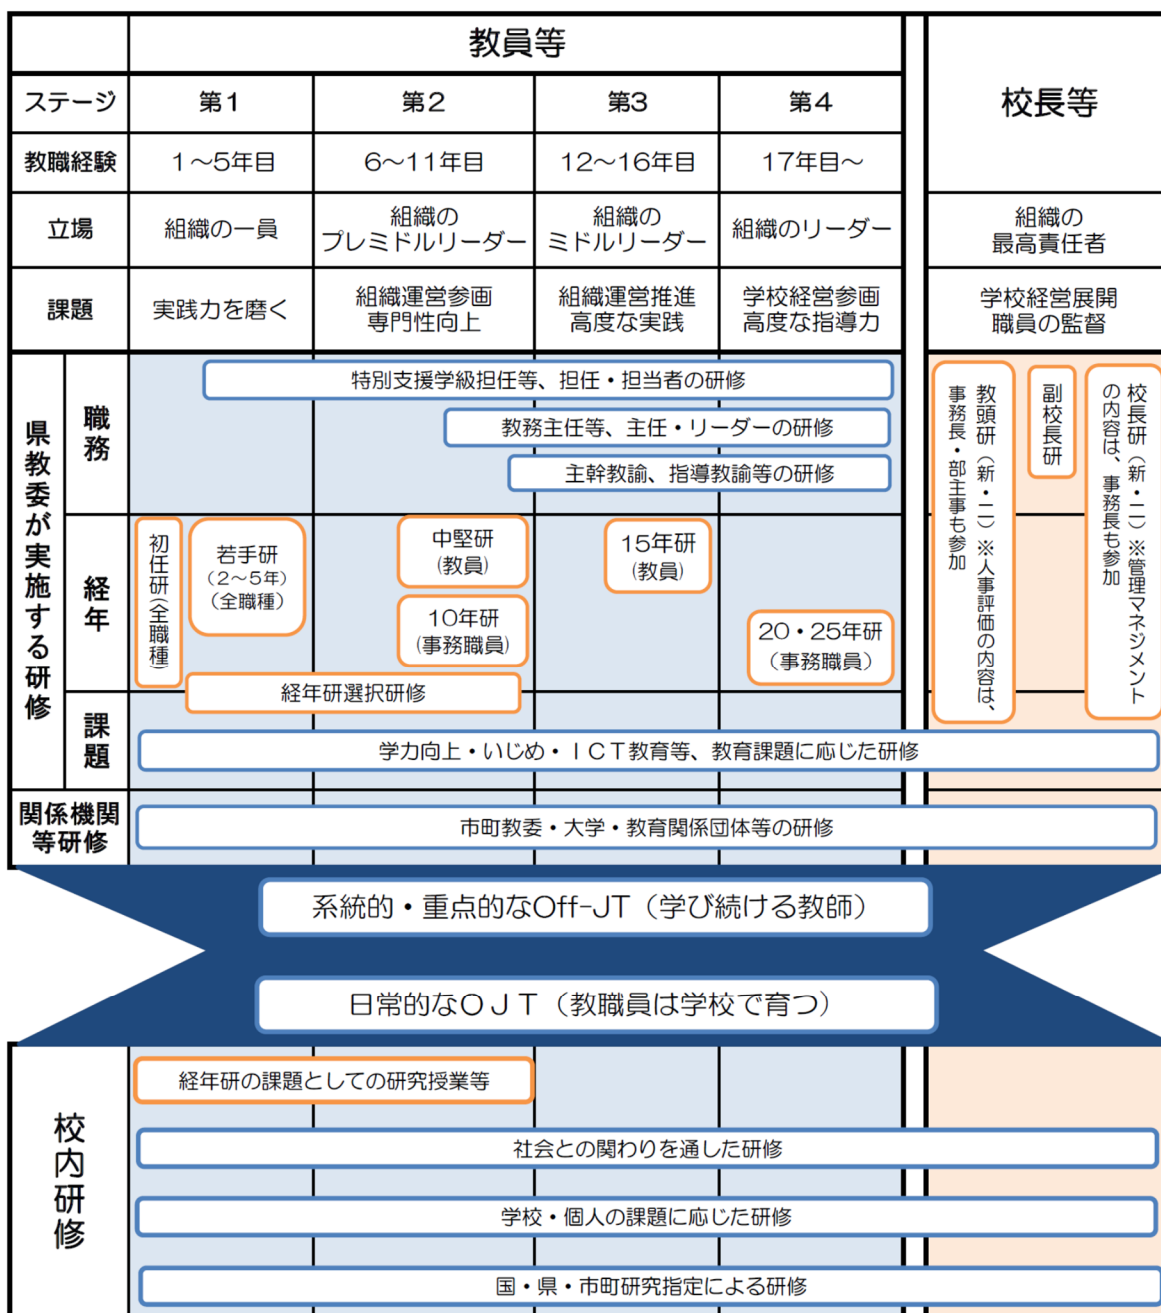 教員等
校長等
ステージ
第1
第2
第3
第4
教職経験
1～5年目
6～11年目
12～16年目
17年目～
立場
組織の一員
組織の
プレミドルリーダー
組織の
ミドルリーダー
組織のリーダー
組織の
最高責任者
課題
実践力を磨く
組織運営参画
専門性向上
組織運営推進
高度な実践
学校経営参画
高度な指導力
学校経営展開
職員の監督
県教委が実施する研修
職務
特別支援学級担任等、担任・担当者の研修
教務主任等、主任・リーダーの研修
主幹教諭、指導教諭等の研修
教頭研（新・二）※人事評価の内容は、
事務長・部主事も参加
副校長研
校長研（新・二）※管理マネジメント
の内容は、事務長も参加
経年
初任研(全職種)
若手研
（2～5年）
（全職種）
中堅研
(教員)
10年研
(事務職員)
15年研
(教員)
20・25年研
（事務職員）
経年研選択研修
課題
学力向上・いじめ・ＩＣＴ教育等、教育課題に応じた研修
関係機関
等研修
市町教委・大学・教育関係団体等の研修
系統的・重点的なOff-JT（学び続ける教師）
日常的なＯＪＴ（教職員は学校で育つ）
校内研修
経年研の課題としての研究授業等
社会との関わりを通した研修
学校・個人の課題に応じた研修
国・県・市町研究指定による研修